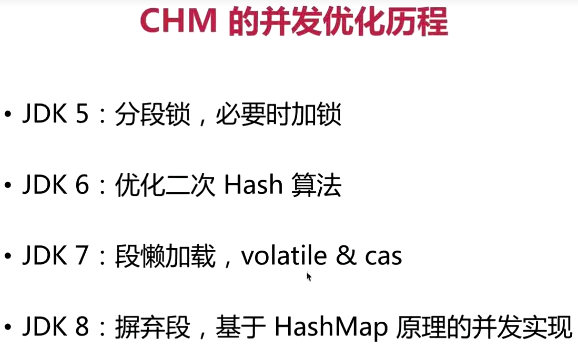 CHM 的并发优化历程
• JDK 5：分段锁，必要时加锁
• JDK 6：优化二次 Hash 算法
• JDK 7：段懒加载，volatile & cas
• JDK 8：摒弃段，基于 HashMap 原理的并发实现